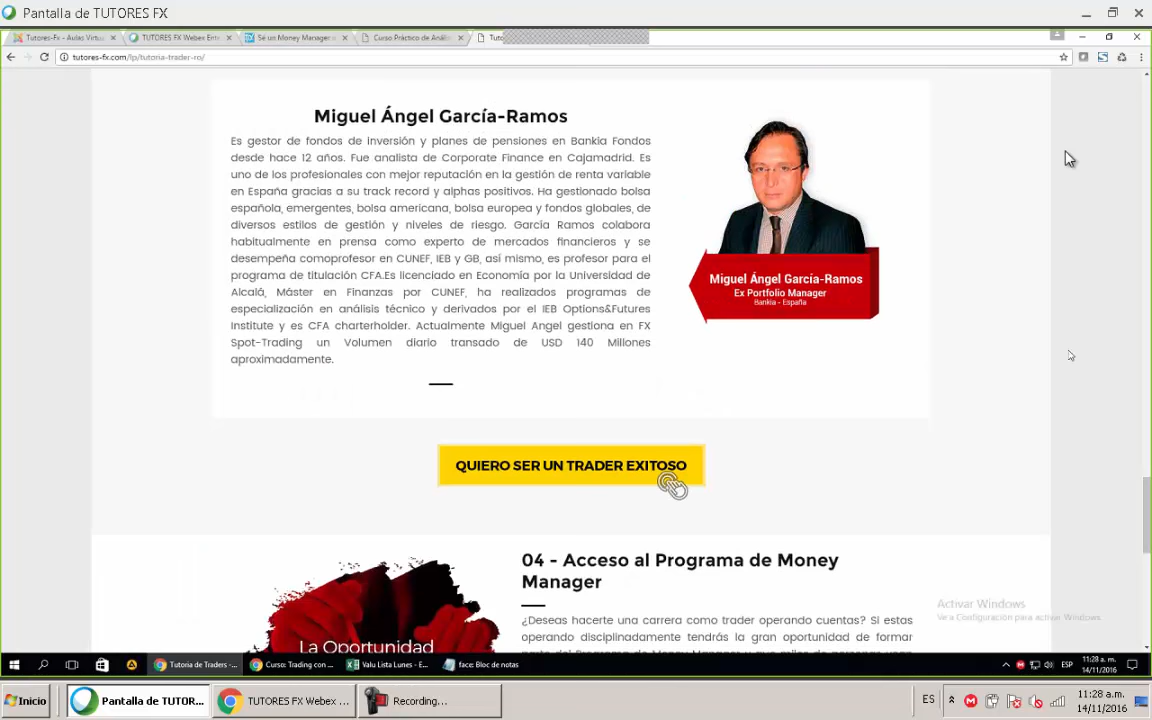 Pantalla de TUTORES FX
Tutores-Fx - Aulas Virtu
TUTORES FX Webex Ente
Sé un Money Manager
Curso Práctico de Anális
Tuto
tutores-fx.com/lp/tutoria-trader-ro/
Miguel Ángel García-Ramos
Es gestor de fondos de inversión y planes de pensiones en Bankia Fondos
desde hace 12 años. Fue analista de Corporate Finance en Cajamadrid. Es
uno de los profesionales con mejor reputación en la gestión de renta variable
en España gracias a su track record y alphas positivos. Ha gestionado bolsa
española, emergentes, bolsa americana, bolsa europea y fondos globales, de
diversos estilos de gestión y niveles de riesgo. García Ramos colabora
habitualmente en prensa como experto de mercados financieros y se
desempeña comoprofesor en CUNEF, IEB y GB, así mismo, es profesor para el
programa de titulación CFA.Es licenciado en Economía por la Universidad de
Alcalá, Máster en Finanzas por CUNEF, ha realizados programas de
especialización en análisis técnico y derivados por el IEB Options&Futures
Institute y es CFA charterholder. Actualmente Miguel Angel gestiona en FX
Spot-Trading un Volumen diario transado de USD 140 Millones
aproximadamente.
Miguel Ángel García-Ramos
Ex Portfolio Manager
Bankia - España
QUIERO SER UN TRADER EXITOSO
04 - Acceso al Programa de Money
Manager
¿Deseas hacerte una carrera como trader operando cuentas? Si estas
operando disciplinadamente tendrás la gran oportunidad de formar
La Oportunidad
Activar Windows
Ve a Configuración para activar Windows.
Tutoria de Traders - ...
Curso: Trading con ...
Valu Lista Lunes - E...
face: Bloc de notas
ESP
11:28 a.m.
14/11/2016
Inicio
Pantalla de TUTOR...
TUTORES FX Webex ...
Recording...
ES
11:28 a.m.
14/11/2016